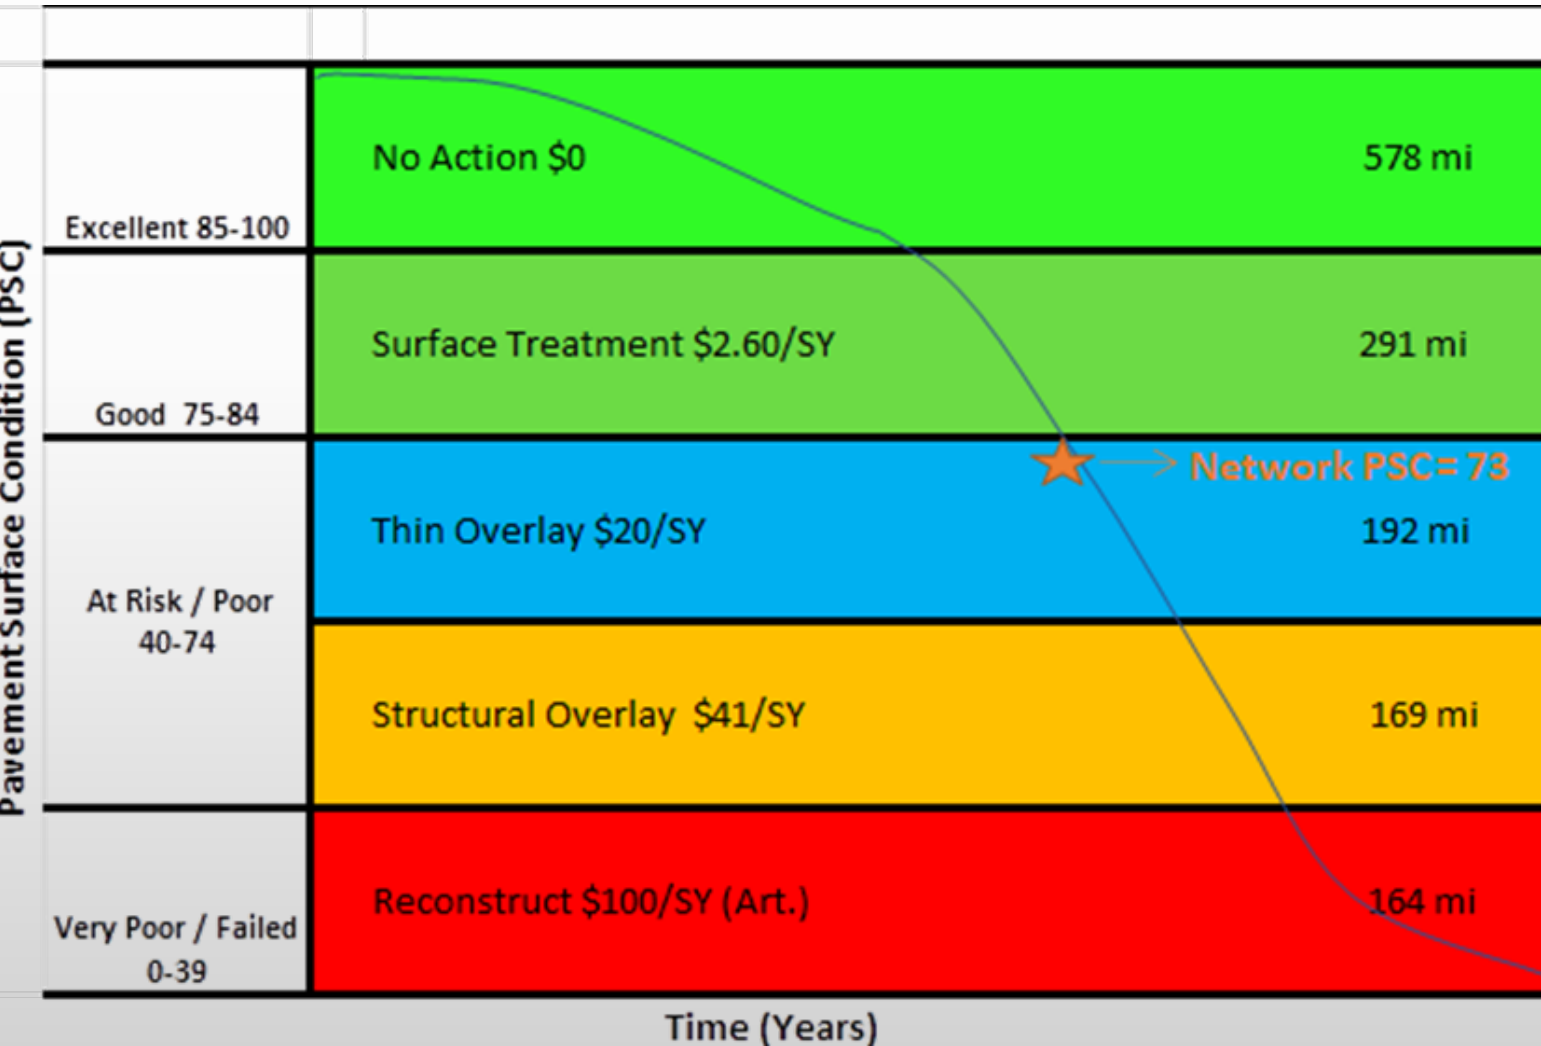 Pavement Surface Condition (PSC)
No Action $0
578 mi
Excellent 85-100
Surface Treatment $2.60/SY
291 mi
Good 75-84
Network PSC= 73
Thin Overlay $20/SY
192 mi
At Risk / Poor
40-74
Structural Overlay $41/SY
169 mi
Reconstruct $100/SY (Art.)
164 mi
Very Poor / Failed
0-39
Time (Years)